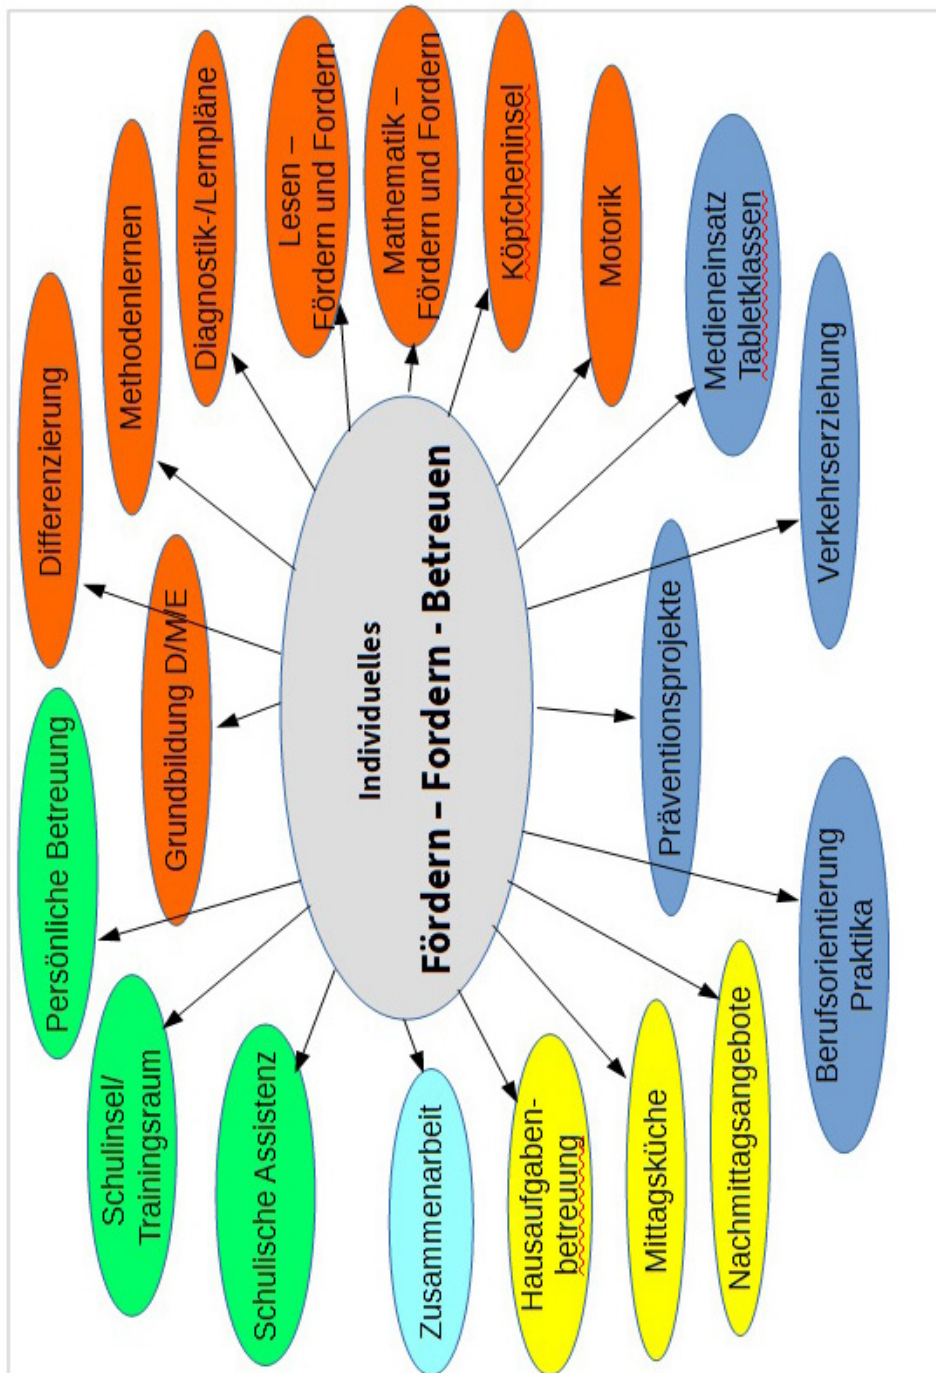 Individuelles
Fördern – Fordern - Betreuen
Persönliche Betreuung
Differenzierung
Schulinsel/
Trainingsraum
Grundbildung D/M/E
Methodenlernen
Diagnostik-/Lernpläne
Schulische Assistenz
Lesen –
Fördern und Fordern
Mathematik –
Fördern und Fordern
Zusammenarbeit
Köpfcheninsel
Hausaufgaben-
betreuung
Motorik
Mittagsküche
Präventionsprojekte
Medieneinsatz
Tabletklassen
Nachmittagsangebote
Verkehrserziehung
Berufsorientierung
Praktika